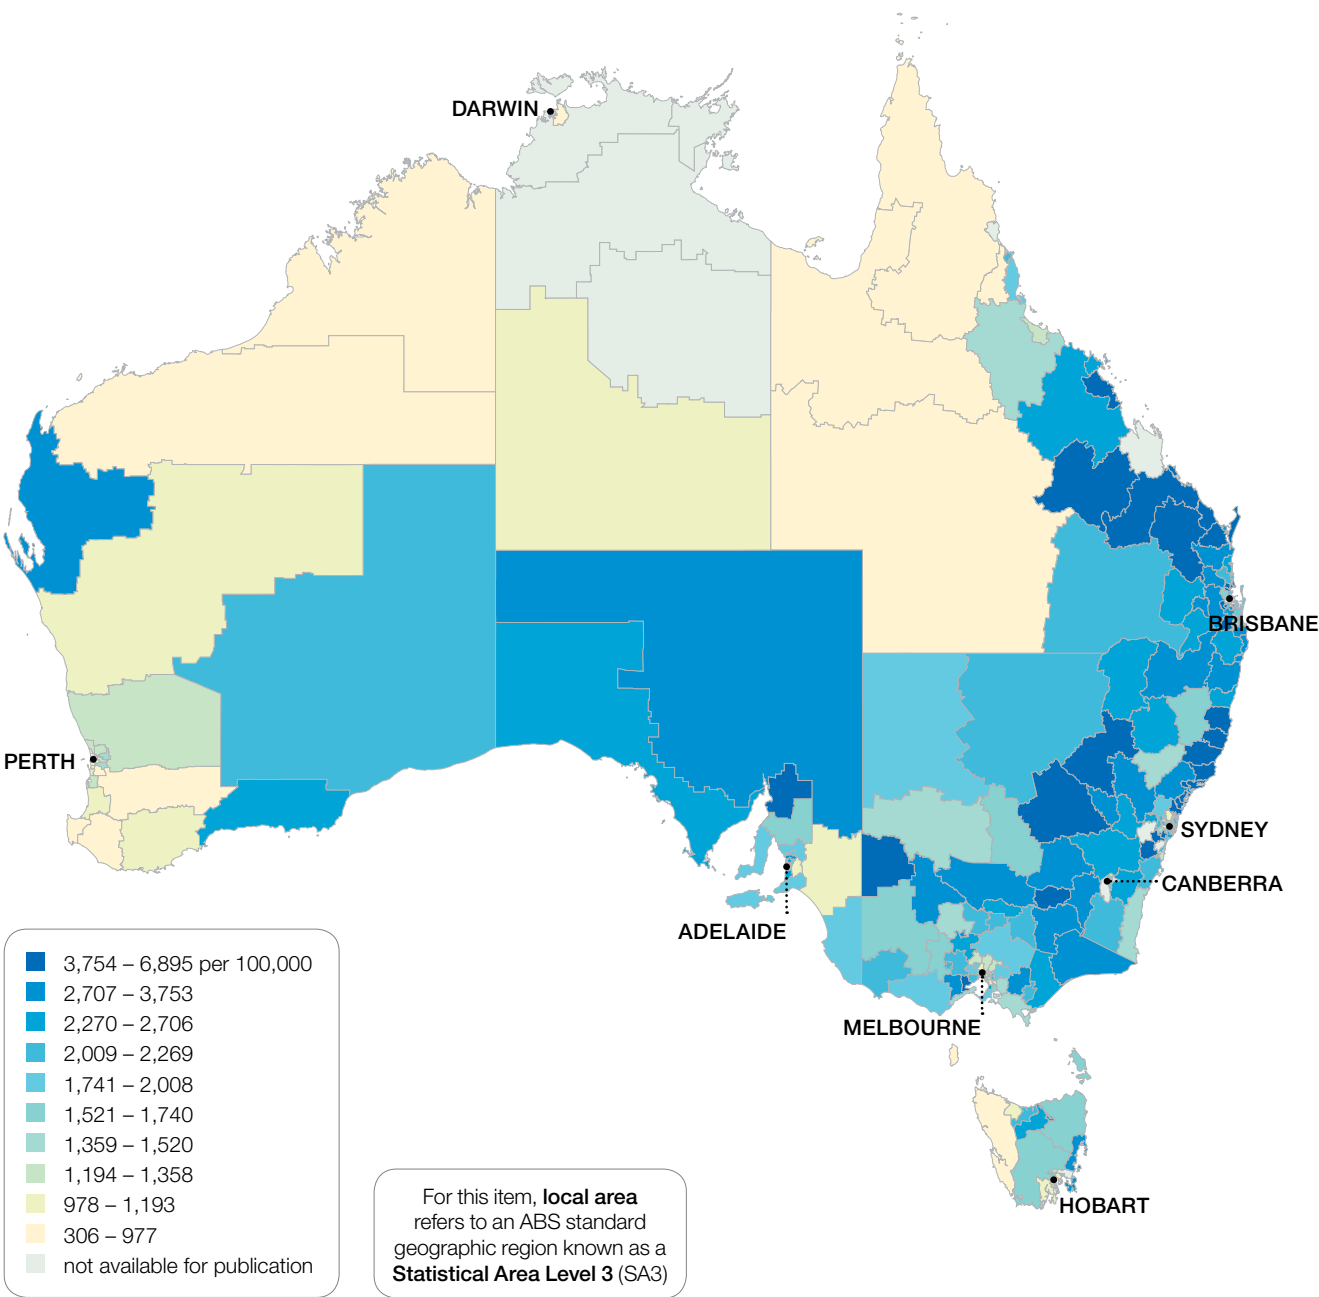 DARWIN
BRISBANE
PERTH
SYDNEY
CANBERRA
ADELAIDE
MELBOURNE
HOBART
3,754 – 6,895 per 100,000
2,707 – 3,753
2,270 – 2,706
2,009 – 2,269
1,741 – 2,008
1,521 – 1,740
1,359 – 1,520
1,194 – 1,358
978 – 1,193
306 – 977
not available for publication
For this item, local area
refers to an ABS standard
geographic region known as a
Statistical Area Level 3 (SA3)